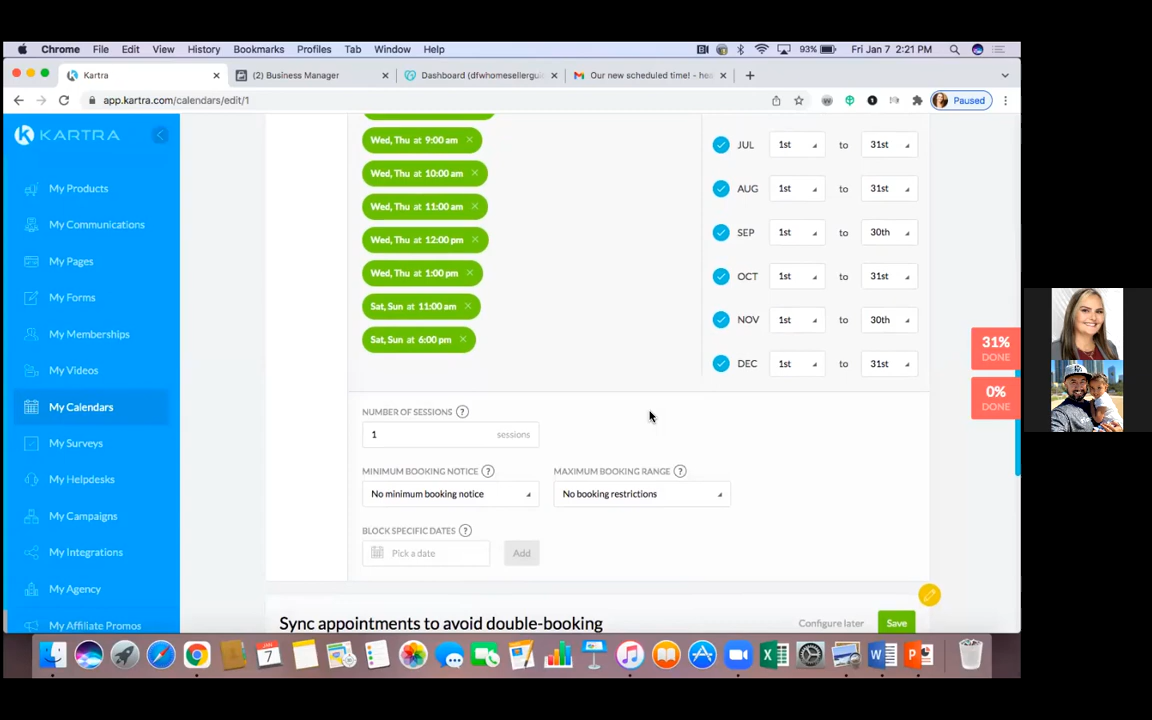 Chrome File Edit View History Bookmarks Profiles Tab Window Help 93% Fri Jan 7 2:21 PM
Kartra (2) Business Manager Dashboard (dfwhomesellergui Our new scheduled time! - hos
app.kartra.com/calendars/edit/1 Paused
KARTRA
My Products
My Communications
My Pages
My Forms
My Memberships
My Videos
My Calendars
My Surveys
My Helpdesks
My Campaigns
My Integrations
My Agency
My Affiliate Promos
Wed, Thu at 9:00 am
Wed, Thu at 10:00 am
Wed, Thu at 11:00 am
Wed, Thu at 12:00 pm
Wed, Thu at 1:00 pm
Sat, Sun at 11:00 am
Sat, Sun at 6:00 pm
JUL 1st to 31st
AUG 1st to 31st
SEP 1st to 30th
OCT 1st to 31st
NOV 1st to 30th
DEC 1st to 31st
NUMBER OF SESSIONS ?
1 sessions
MINIMUM BOOKING NOTICE ? MAXIMUM BOOKING RANGE ?
No minimum booking notice No booking restrictions
BLOCK SPECIFIC DATES ?
Pick a date Add
Sync appointments to avoid double-booking Configure later Save
31%
DONE
0%
DONE